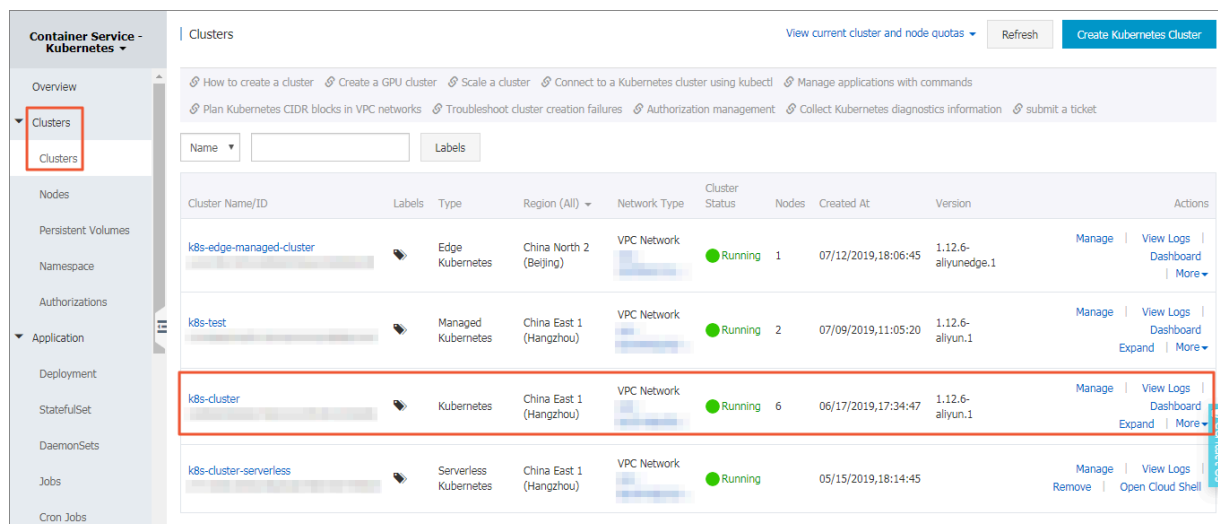 Container Service -
Kubernetes
Clusters
View current cluster and node quotas
Refresh
Create Kubernetes Cluster
Overview
Clusters
Clusters
Nodes
Persistent Volumes
Namespace
Authorizations
Application
Deployment
StatefulSet
DaemonSets
Jobs
Cron Jobs
How to create a cluster Create a GPU cluster Scale a cluster Connect to a Kubernetes cluster using kubectl Manage applications with commands
Plan Kubernetes CIDR blocks in VPC networks Troubleshoot cluster creation failures Authorization management Collect Kubernetes diagnostics information submit a ticket
Name Labels
Cluster Name/ID Labels Type Region (All) Network Type Cluster Status Nodes Created At Version Actions
k8s-edge-managed-cluster
Edge
Kubernetes
China North 2
(Beijing)
VPC Network
Running 1 07/12/2019,18:06:45
1.12.6-
aliyunedge.1
Manage | View Logs |
Dashboard
| More
k8s-test
Managed
Kubernetes
China East 1
(Hangzhou)
VPC Network
Running 2 07/09/2019,11:05:20
1.12.6-
aliyun.1
Manage | View Logs |
Dashboard
Expand | More
k8s-cluster
Kubernetes
China East 1
(Hangzhou)
VPC Network
Running 6 06/17/2019,17:34:47
1.12.6-
aliyun.1
Manage | View Logs |
Dashboard
Expand | More
k8s-cluster-serverless
Serverless
Kubernetes
China East 1
(Hangzhou)
VPC Network
Running 05/15/2019,18:14:45
Manage | View Logs |
Remove | Open Cloud Shell